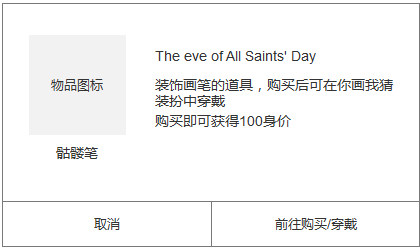 The eve of All Saints' Day
物品图标
装饰画笔的道具，购买后可在你画我猜
装扮中穿戴
购买即可获得100身价
骷髅笔
取消
前往购买/穿戴